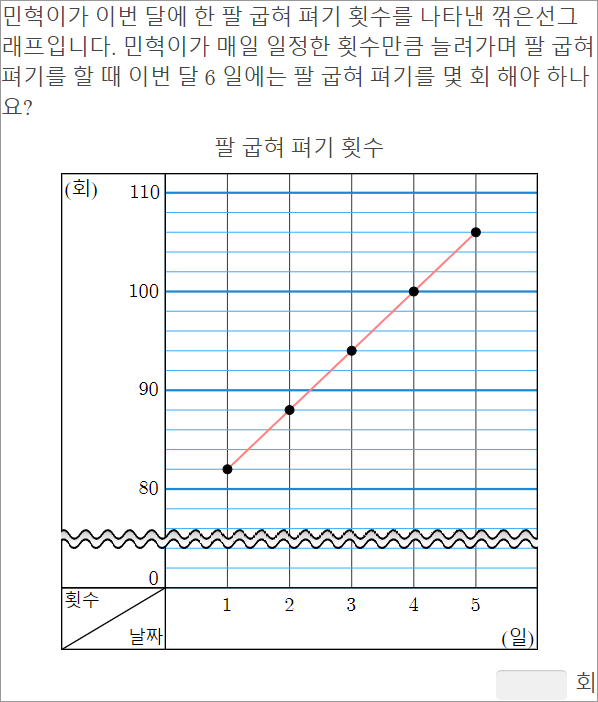 민혁이가 이번 달에 한 팔 굽혀 펴기 횟수를 나타낸 꺾은선그
래프입니다. 민혁이가 매일 일정한 횟수만큼 늘려가며 팔 굽혀
펴기를 할 때 이번 달 6 일에는 팔 굽혀 펴기를 몇 회 해야 하나
요?
팔 굽혀 펴기 횟수
(회) 110
100
90
80
0
횟수 1 2 3 4 5
날짜 (일)
회